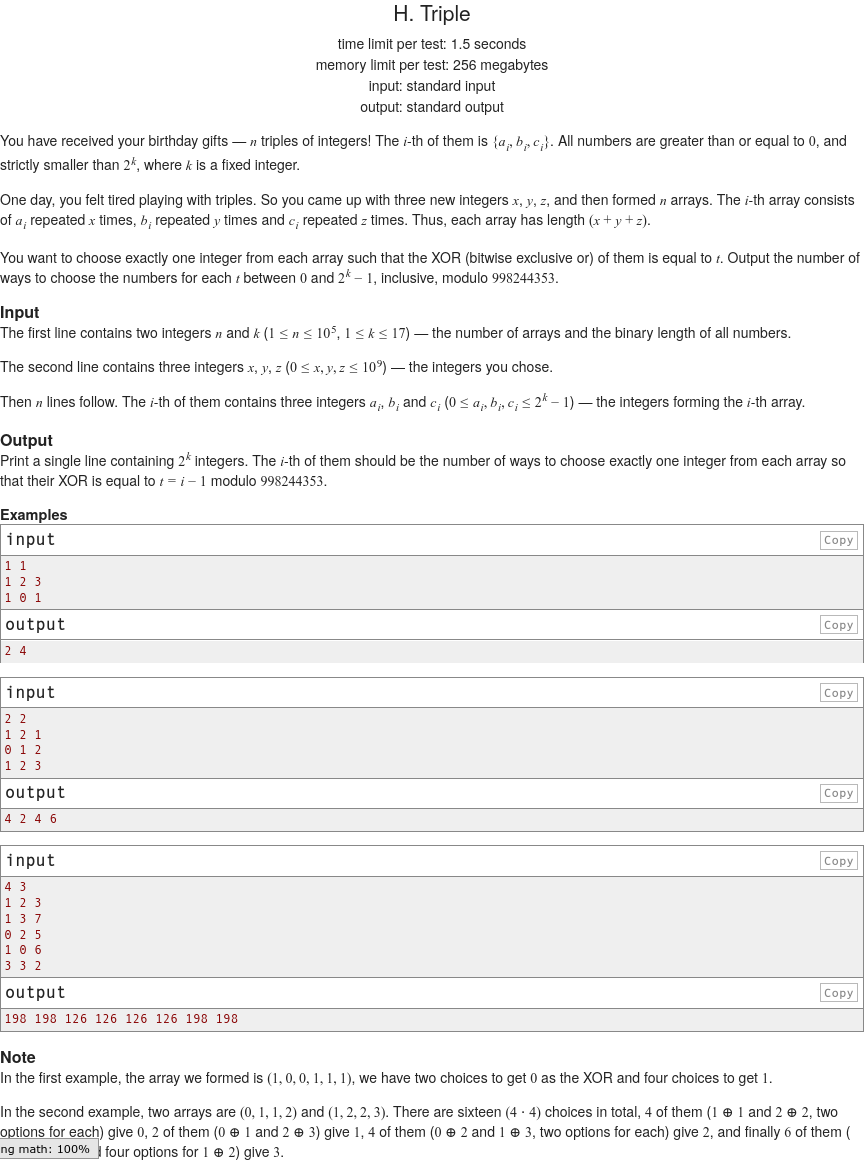 H. Triple
time limit per test: 1.5 seconds
memory limit per test: 256 megabytes
input: standard input
output: standard output
You have received your birthday gifts — n triples of integers! The i-th of them is {a_i, b_i, c_i}. All numbers are greater than or equal to 0, and
strictly smaller than 2^k, where k is a fixed integer.
One day, you felt tired playing with triples. So you came up with three new integers x, y, z, and then formed n arrays. The i-th array consists
of a_i repeated x times, b_i repeated y times and c_i repeated z times. Thus, each array has length (x + y + z).
You want to choose exactly one integer from each array such that the XOR (bitwise exclusive or) of them is equal to t. Output the number of
ways to choose the numbers for each t between 0 and 2^k − 1, inclusive, modulo 998244353.
Input
The first line contains two integers n and k (1 ≤ n ≤ 10^5, 1 ≤ k ≤ 17) — the number of arrays and the binary length of all numbers.
The second line contains three integers x, y, z (0 ≤ x, y, z ≤ 10^9) — the integers you chose.
Then n lines follow. The i-th of them contains three integers a_i, b_i and c_i (0 ≤ a_i, b_i, c_i ≤ 2^k − 1) — the integers forming the i-th array.
Output
Print a single line containing 2^k integers. The i-th of them should be the number of ways to choose exactly one integer from each array so
that their XOR is equal to t = i − 1 modulo 998244353.
Examples
input Copy
1 1
1 2 3
1 0 1
output Copy
2 4
input Copy
2 2
1 2 1
0 1 2
1 2 3
output Copy
4 2 4 6
input Copy
4 3
1 2 3
1 3 7
0 2 5
1 0 6
3 3 2
output Copy
198 198 126 126 126 126 198 198
Note
In the first example, the array we formed is (1, 0, 0, 1, 1, 1), we have two choices to get 0 as the XOR and four choices to get 1.
In the second example, two arrays are (0, 1, 1, 2) and (1, 2, 2, 3). There are sixteen (4 · 4) choices in total, 4 of them (1 ⊕ 1 and 2 ⊕ 2, two
options for each) give 0, 2 of them (0 ⊕ 1 and 2 ⊕ 3) give 1, 4 of them (0 ⊕ 2 and 1 ⊕ 3, two options for each) give 2, and finally 6 of them (
ng math: 100% four options for 1 ⊕ 2) give 3.